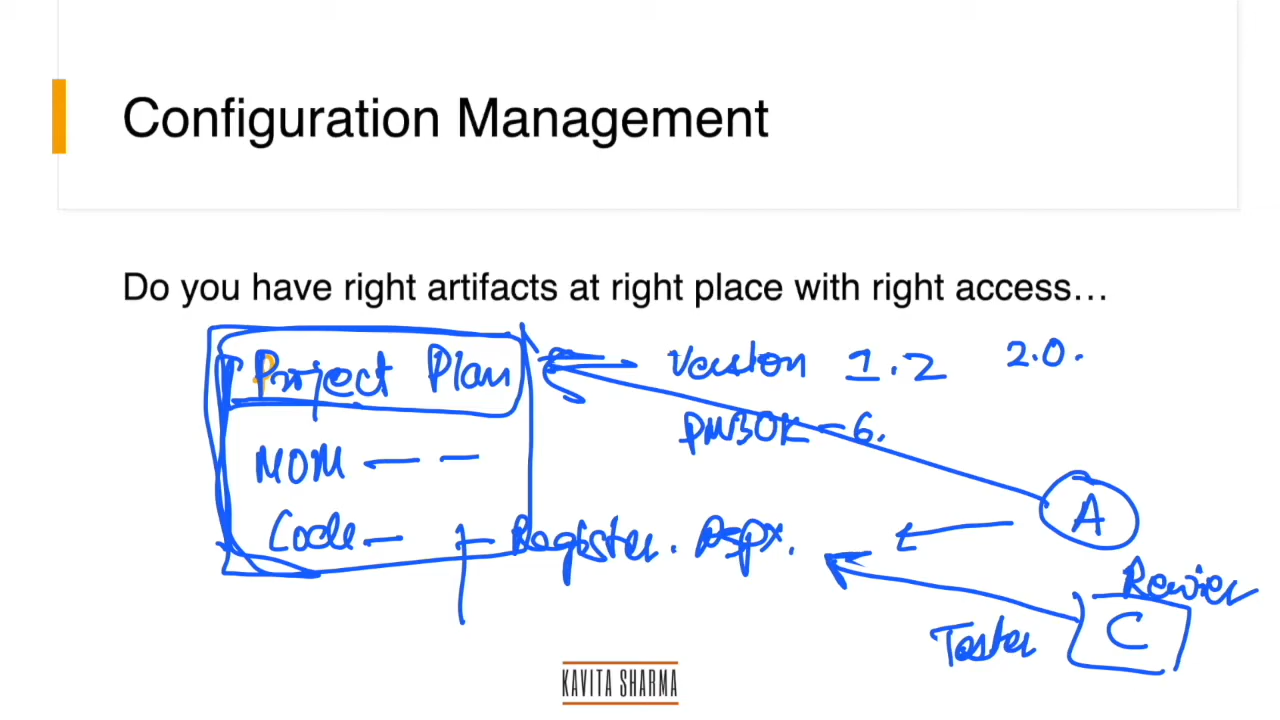 Configuration Management
Do you have right artifacts at right place with right access…
Project Plan
Version 1.2 2.0.
PMBOK – 6.
MOM
Code
Register. Aspx.
A
Review
Tester
C
KAVITA SHARMA